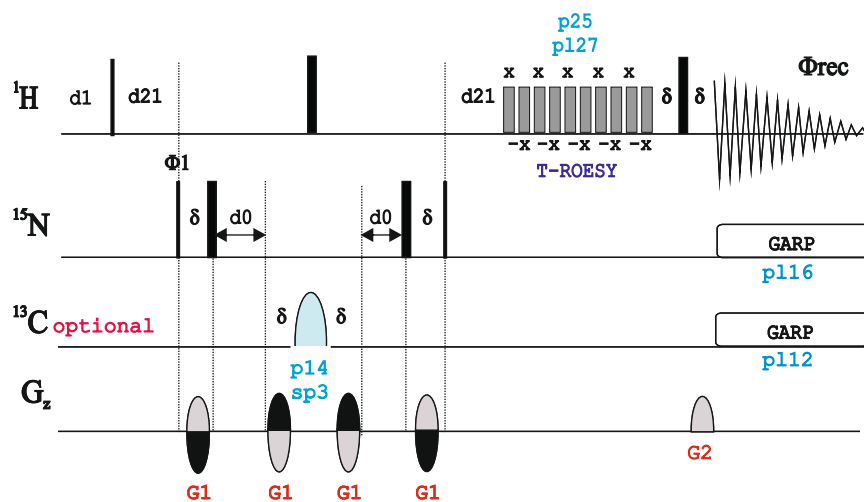 p25
pl27
x x x x x
Φrec
¹H
d1
d21
d21
δ
δ
-x -x -x -x -x
T-ROESY
Φ1
¹⁵N
δ
d0
d0
δ
GARP
pl16
¹³C optional
δ
δ
GARP
pl12
p14
sp3
Gz
G1
G1
G1
G1
G2